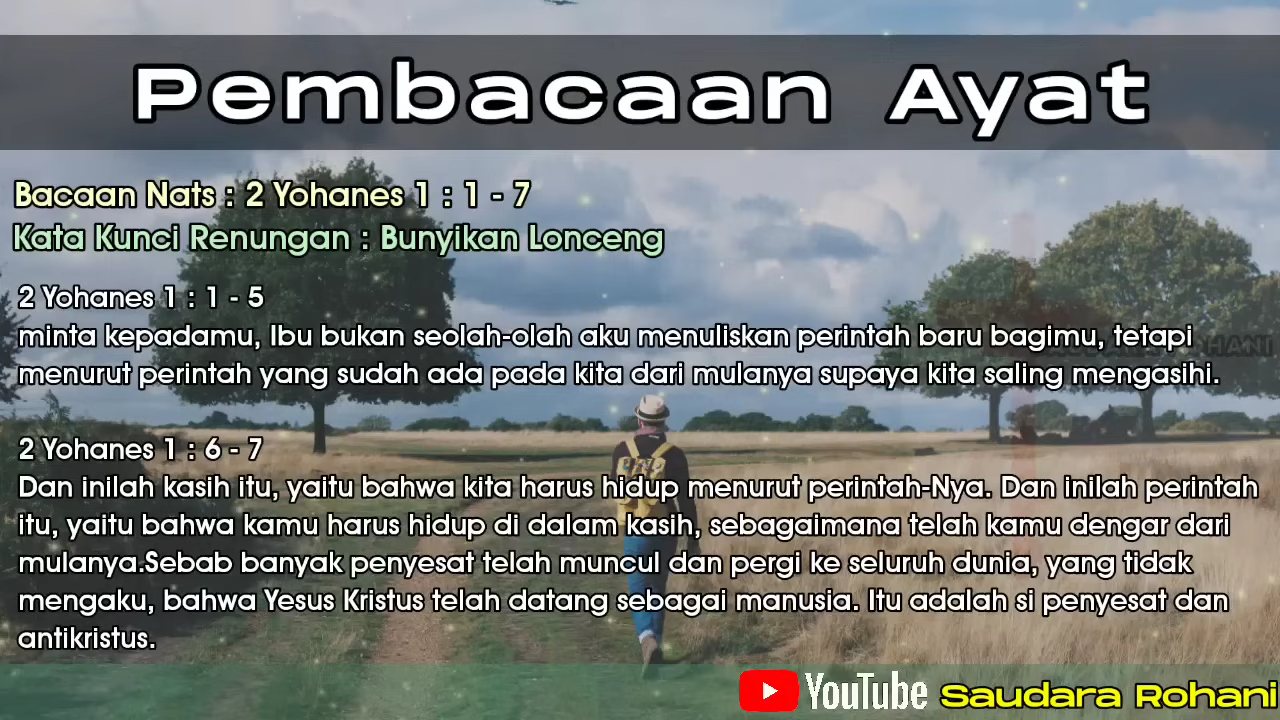 Pembacaan Ayat
Bacaan Nats : 2 Yohanes 1 : 1 - 7
Kata Kunci Renungan : Bunyikan Lonceng
2 Yohanes 1 : 1 - 5
minta kepadamu, Ibu bukan seolah-olah aku menuliskan perintah baru bagimu, tetapi
menurut perintah yang sudah ada pada kita dari mulanya supaya kita saling mengasihi.
2 Yohanes 1 : 6 - 7
Dan inilah kasih itu, yaitu bahwa kita harus hidup menurut perintah-Nya. Dan inilah perintah
itu, yaitu bahwa kamu harus hidup di dalam kasih, sebagaimana telah kamu dengar dari
mulanya.Sebab banyak penyesat telah muncul dan pergi ke seluruh dunia, yang tidak
mengaku, bahwa Yesus Kristus telah datang sebagai manusia. Itu adalah si penyesat dan
antikristus.
YouTube Saudara Rohani